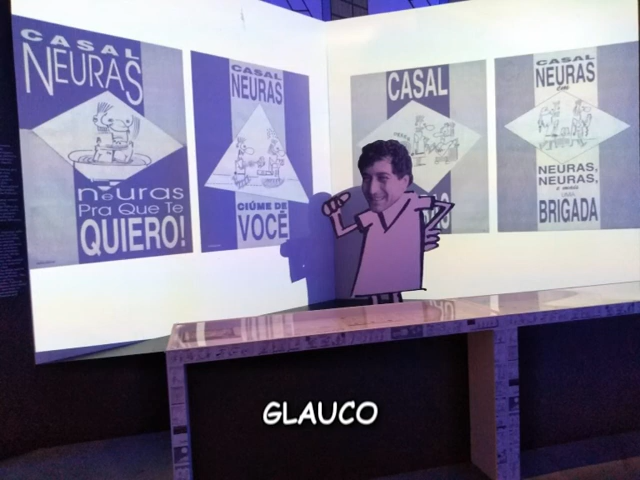 CASAL
NEURAS
neuras
Pra Que Te
QUIERO!
CASAL
NEURAS
CIÚME DE
VOCÊ
CASAL
CASAL
NEURAS
NEURAS,
NEURAS,
BRIGADA
GLAUCO